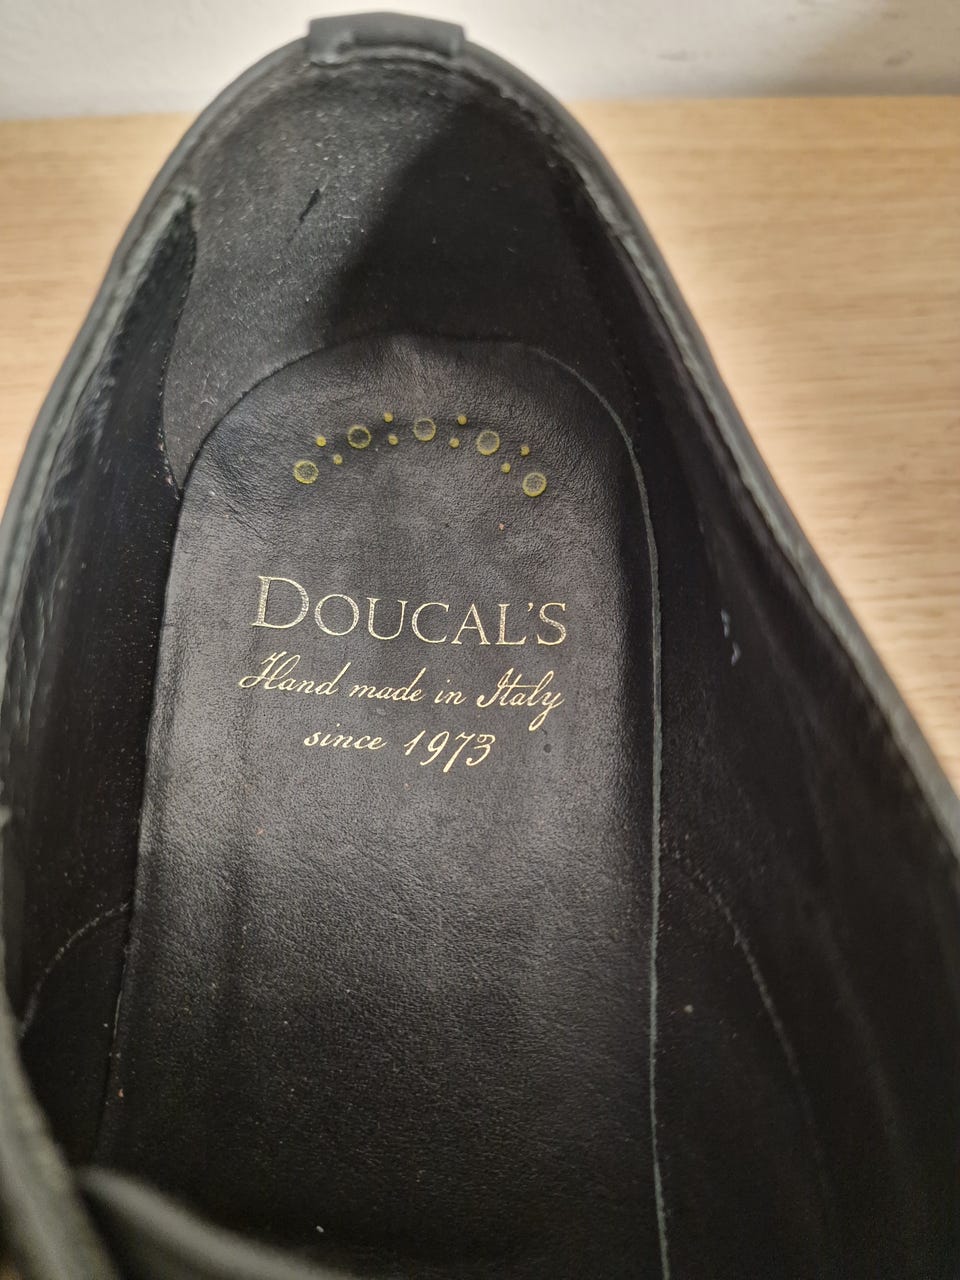 DOUCAL'S
Hand made in Italy
since 1973